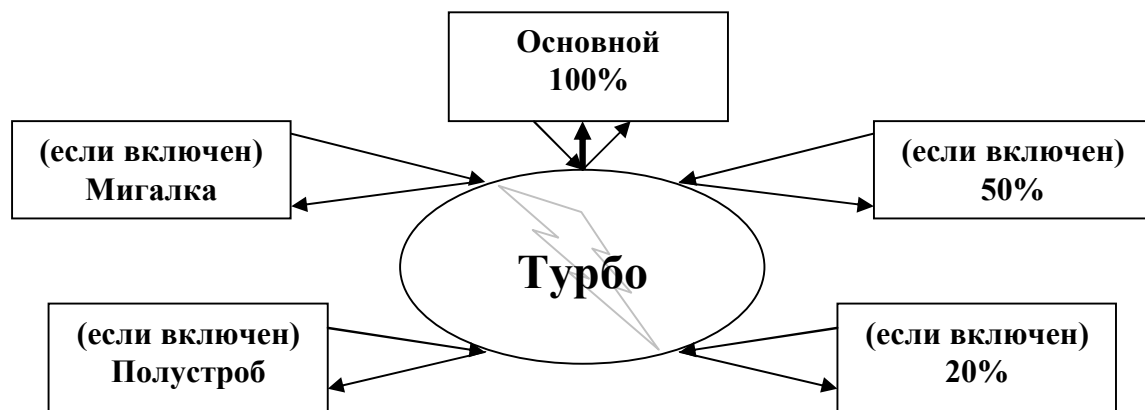 Основной
100%
(если включен)
Мигалка
(если включен)
50%
Турбо
(если включен)
Полустроб
(если включен)
20%